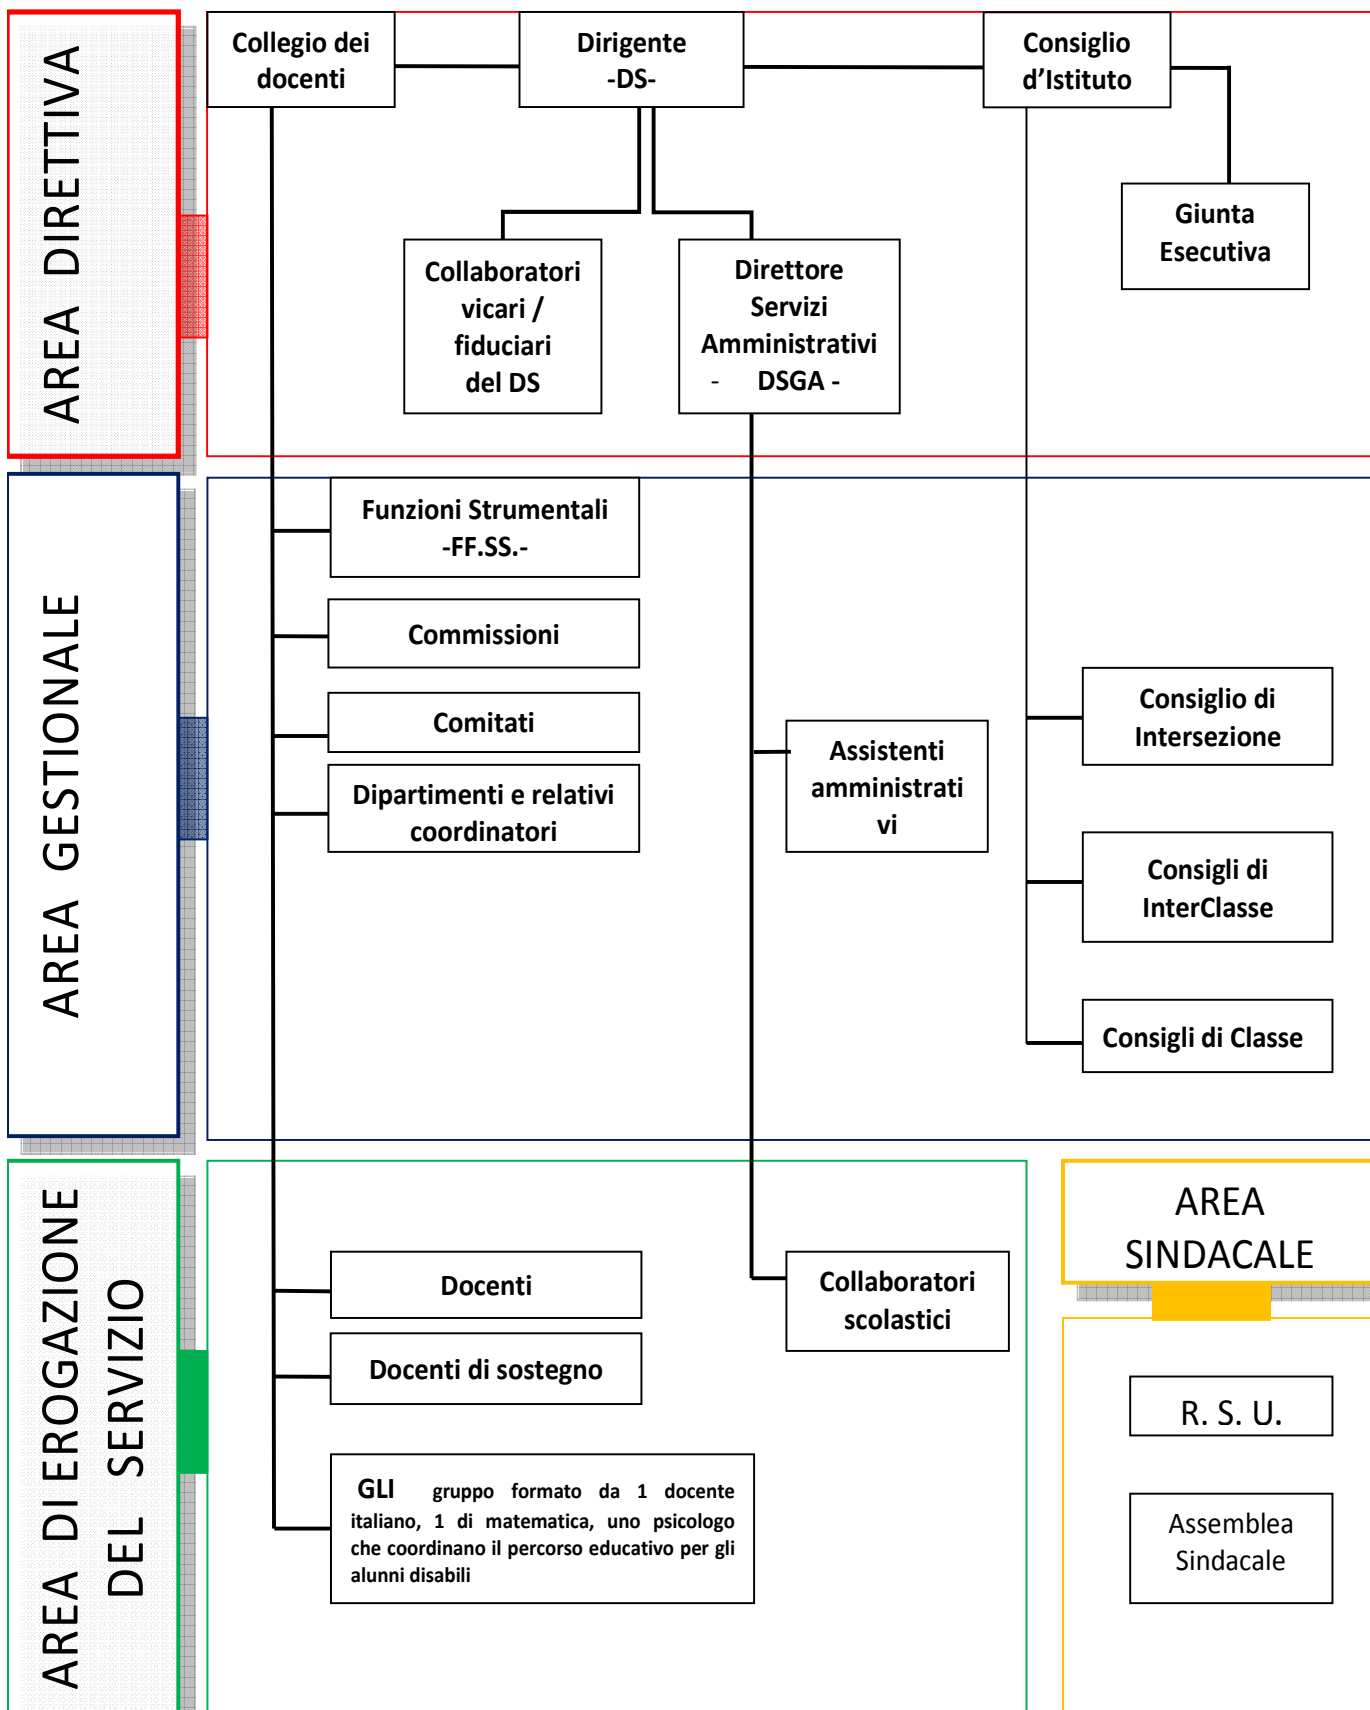 AREA DIRETTIVA
Collegio dei
docenti
Dirigente
-DS-
Consiglio
d’Istituto
Giunta
Esecutiva
Collaboratori
vicari /
fiduciari
del DS
Direttore
Servizi
Amministrativi
- DSGA -
AREA GESTIONALE
Funzioni Strumentali
-FF.SS.-
Commissioni
Comitati
Dipartimenti e relativi
coordinatori
Assistenti
amministrati
vi
Consiglio di
Intersezione
Consigli di
InterClasse
Consigli di Classe
AREA DI EROGAZIONE
DEL SERVIZIO
Docenti
Docenti di sostegno
GLI gruppo formato da 1 docente
italiano, 1 di matematica, uno psicologo
che coordinano il percorso educativo per gli
alunni disabili
Collaboratori
scolastici
AREA
SINDACALE
R. S. U.
Assemblea
Sindacale